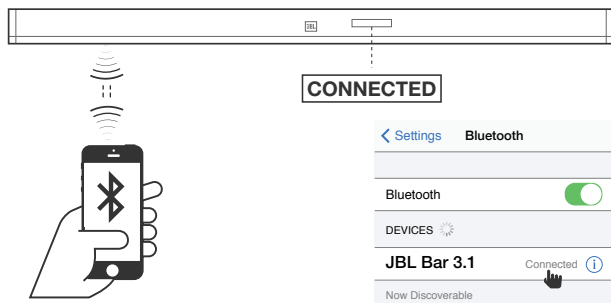 JBL
CONNECTED
Settings Bluetooth
Bluetooth
DEVICES
JBL Bar 3.1 Connected i
Now Discoverable